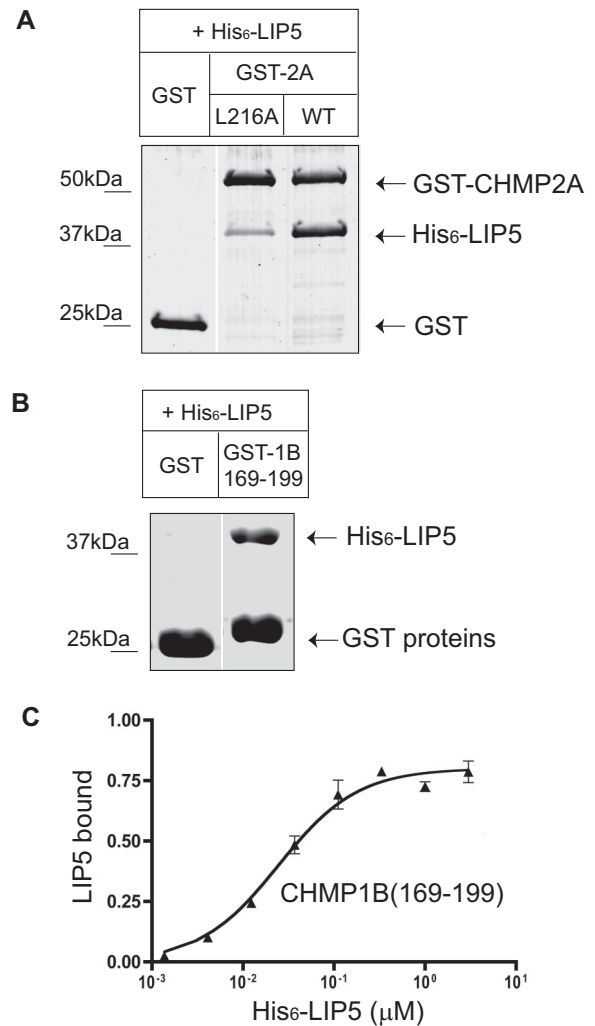 A
+ His6-LIP5
GST
GST-2A
L216A
WT
50kDa
GST-CHMP2A
37kDa
His6-LIP5
25kDa
GST
B
+ His6-LIP5
GST
GST-1B
169-199
37kDa
His6-LIP5
25kDa
GST proteins
C
1.00
0.75
0.50
0.25
0.00
LIP5 bound
CHMP1B(169-199)
10-3
10-2
10-1
100
101
His6-LIP5 (μM)